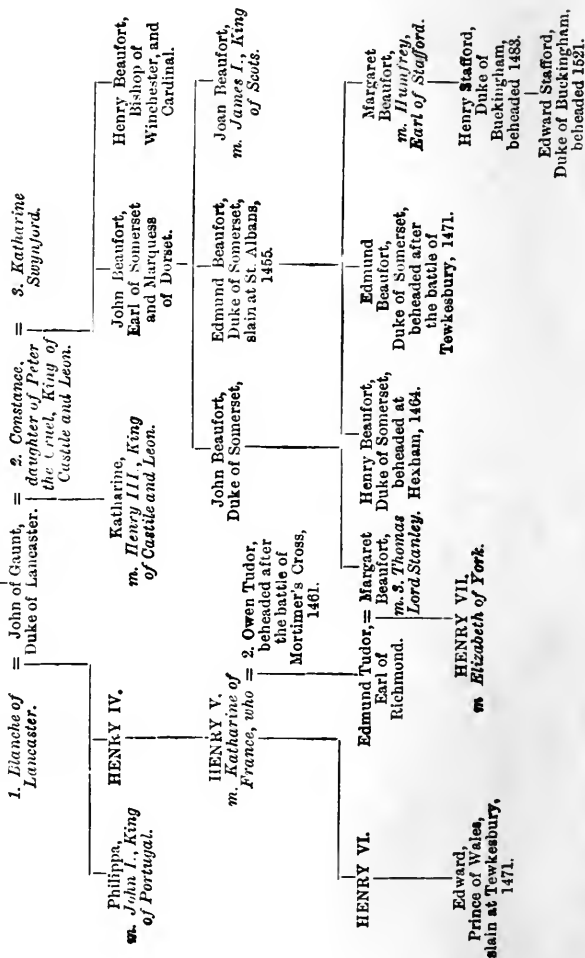 1. Blanche of
Lancaster.
= John of Gaunt,
Duke of Lancaster.
= 2. Constance,
daughter of Peter
the Cruel, King of
Castile and Leon.
= 3. Katharine
Swynford.
Philippa,
m. John I., King
of Portugal.
HENRY IV.
Katharine,
m. Henry III., King
of Castile and Leon.
John Beaufort,
Earl of Somerset
and Marquess
of Dorset.
Henry Beaufort,
Bishop of
Winchester, and
Cardinal.
HENRY V.
m. Katharine of
France, who
= 2. Owen Tudor,
beheaded after
the battle of
Mortimer's Cross,
1461.
John Beaufort,
Duke of Somerset.
Edmund Beaufort,
Duke of Somerset,
slain at St. Albans,
1455.
Joan Beaufort,
m. James I., King
of Scots.
HENRY VI.
Edmund Tudor,
Earl of
Richmond.
= Margaret
Beaufort,
m. 3. Thomas
Lord Stanley.
Henry Beaufort,
Duke of Somerset,
beheaded at
Hexham, 1464.
Edmund
Beaufort,
Duke of Somerset,
beheaded after
the battle of
Tewkesbury, 1471.
Margaret
Beaufort,
m. Humfrey,
Earl of Stafford.
Edward,
Prince of Wales,
slain at Tewkesbury,
1471.
HENRY VII.
m Elizabeth of York.
Henry Stafford,
Duke of
Buckingham,
beheaded 1483.
Edward Stafford,
Duke of Buckingham,
beheaded 1521.